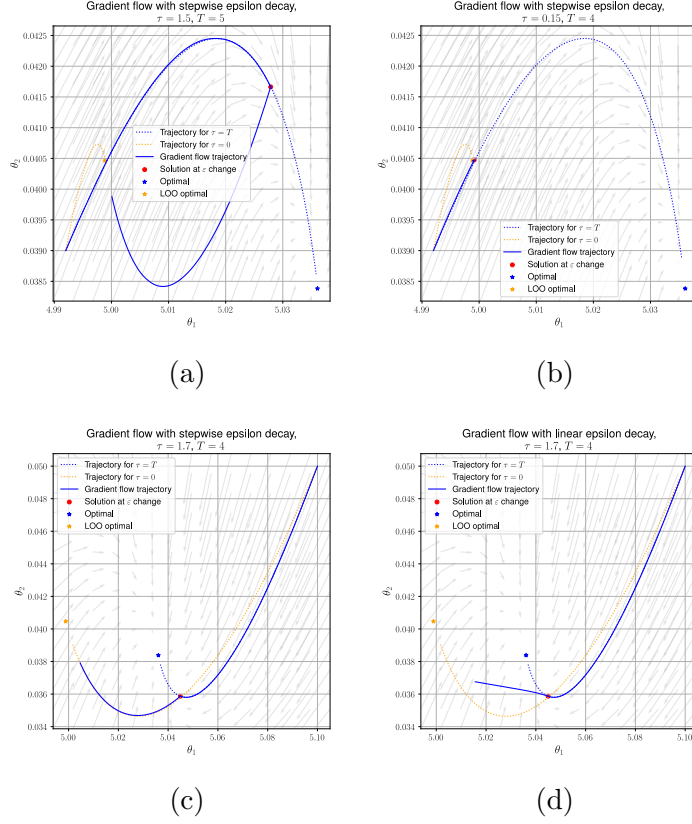 Gradient flow with stepwise epsilon decay,
τ = 1.5, T = 5
0.0425
0.0420
0.0415
0.0410
0.0405
0.0400
0.0395
0.0390
0.0385
θ₂
Trajectory for τ = T
Trajectory for τ = 0
Gradient flow trajectory
Solution at ε change
Optimal
LOO optimal
4.99 5.00 5.01 5.02 5.03
θ₁
(a)
Gradient flow with stepwise epsilon decay,
τ = 0.15, T = 4
0.0425
0.0420
0.0415
0.0410
0.0405
0.0400
0.0395
0.0390
0.0385
θ₂
Trajectory for τ = T
Trajectory for τ = 0
Gradient flow trajectory
Solution at ε change
Optimal
LOO optimal
4.99 5.00 5.01 5.02 5.03
θ₁
(b)
Gradient flow with stepwise epsilon decay,
τ = 1.7, T = 4
0.050
0.048
0.046
0.044
0.042
0.040
0.038
0.036
0.034
θ₂
Trajectory for τ = T
Trajectory for τ = 0
Gradient flow trajectory
Solution at ε change
Optimal
LOO optimal
5.00 5.02 5.04 5.06 5.08 5.10
θ₁
(c)
Gradient flow with linear epsilon decay,
τ = 1.7, T = 4
0.050
0.048
0.046
0.044
0.042
0.040
0.038
0.036
0.034
θ₂
Trajectory for τ = T
Trajectory for τ = 0
Gradient flow trajectory
Solution at ε change
Optimal
LOO optimal
5.00 5.02 5.04 5.06 5.08 5.10
θ₁
(d)